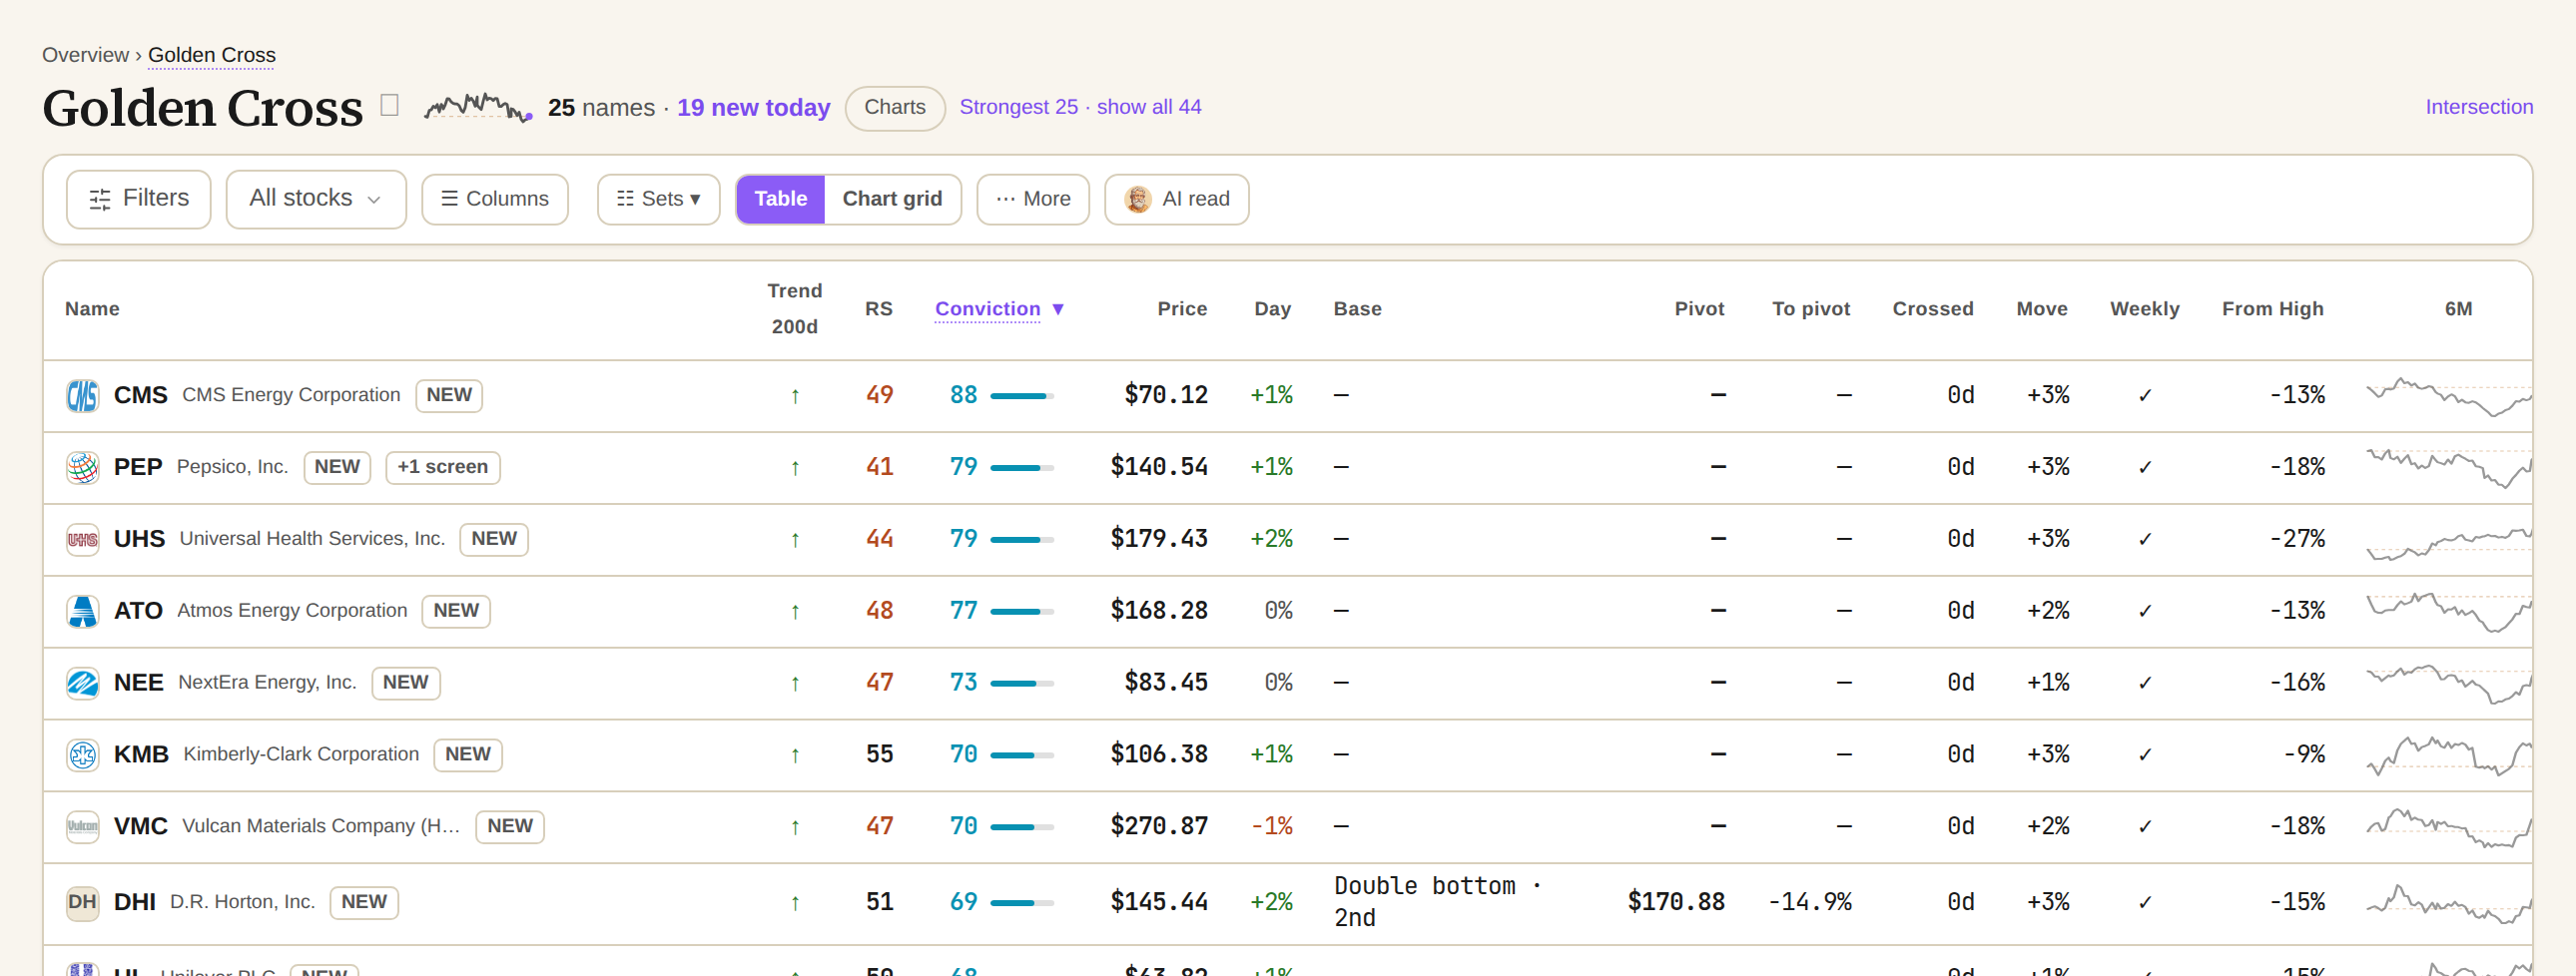 Overview › Golden Cross
Golden Cross 25 names · 19 new today Charts Strongest 25 · show all 44 Intersection
Filters All stocks Columns Sets ▾ Table Chart grid ··· More AI read
Name Trend 200d RS Conviction ▼ Price Day Base Pivot To pivot Crossed Move Weekly From High 6M
CMS CMS Energy Corporation NEW ↑ 49 88 $70.12 +1% — — — 0d +3% ✓ -13%
PEP Pepsico, Inc. NEW +1 screen ↑ 41 79 $140.54 +1% — — — 0d +3% ✓ -18%
UHS UHS Universal Health Services, Inc. NEW ↑ 44 79 $179.43 +2% — — — 0d +3% ✓ -27%
ATO Atmos Energy Corporation NEW ↑ 48 77 $168.28 0% — — — 0d +2% ✓ -13%
NEE NextEra Energy, Inc. NEW ↑ 47 73 $83.45 0% — — — 0d +1% ✓ -16%
KMB Kimberly-Clark Corporation NEW ↑ 55 70 $106.38 +1% — — — 0d +3% ✓ -9%
Vulcan VMC Vulcan Materials Company (H… NEW ↑ 47 70 $270.87 -1% — — — 0d +2% ✓ -18%
DH DHI D.R. Horton, Inc. NEW ↑ 51 69 $145.44 +2% Double bottom · 2nd $170.88 -14.9% 0d +3% ✓ -15%